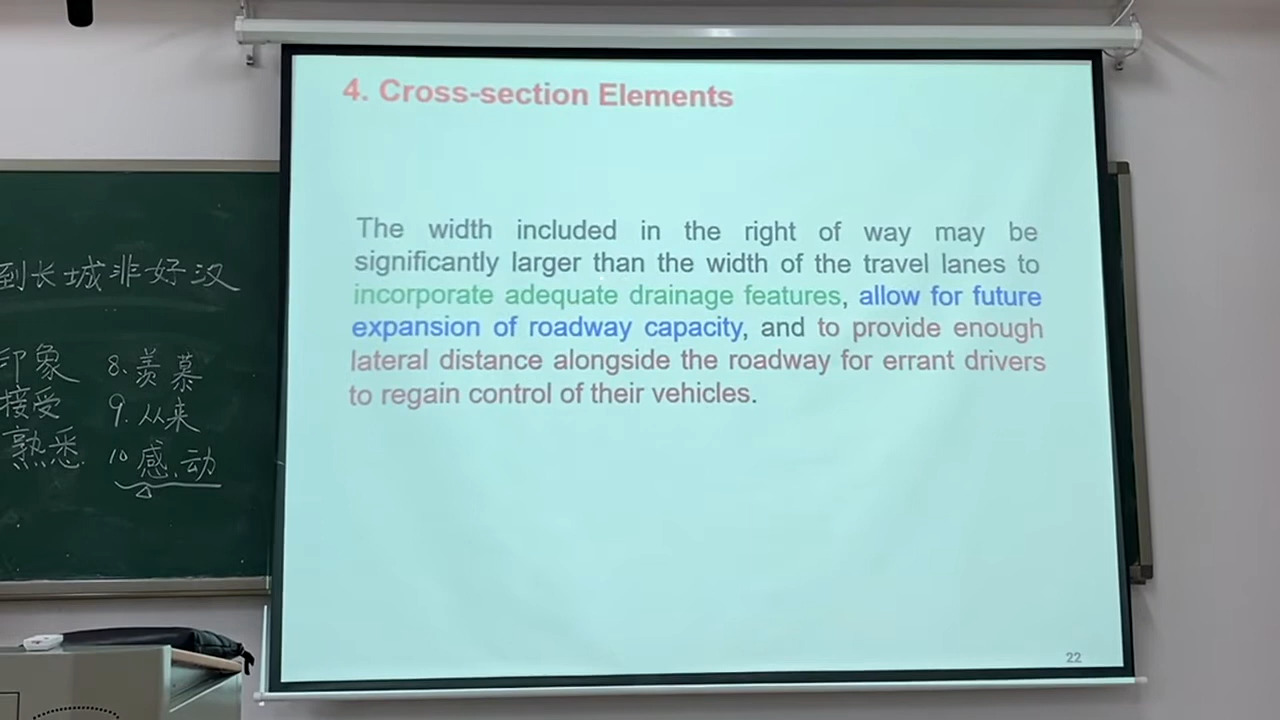 4. Cross-section Elements
The width included in the right of way may be
significantly larger than the width of the travel lanes to
incorporate adequate drainage features, allow for future
expansion of roadway capacity, and to provide enough
lateral distance alongside the roadway for errant drivers
to regain control of their vehicles.
22
到长城非好汉
印象 8、羡慕
接受 9. 从来
熟悉 10 感动